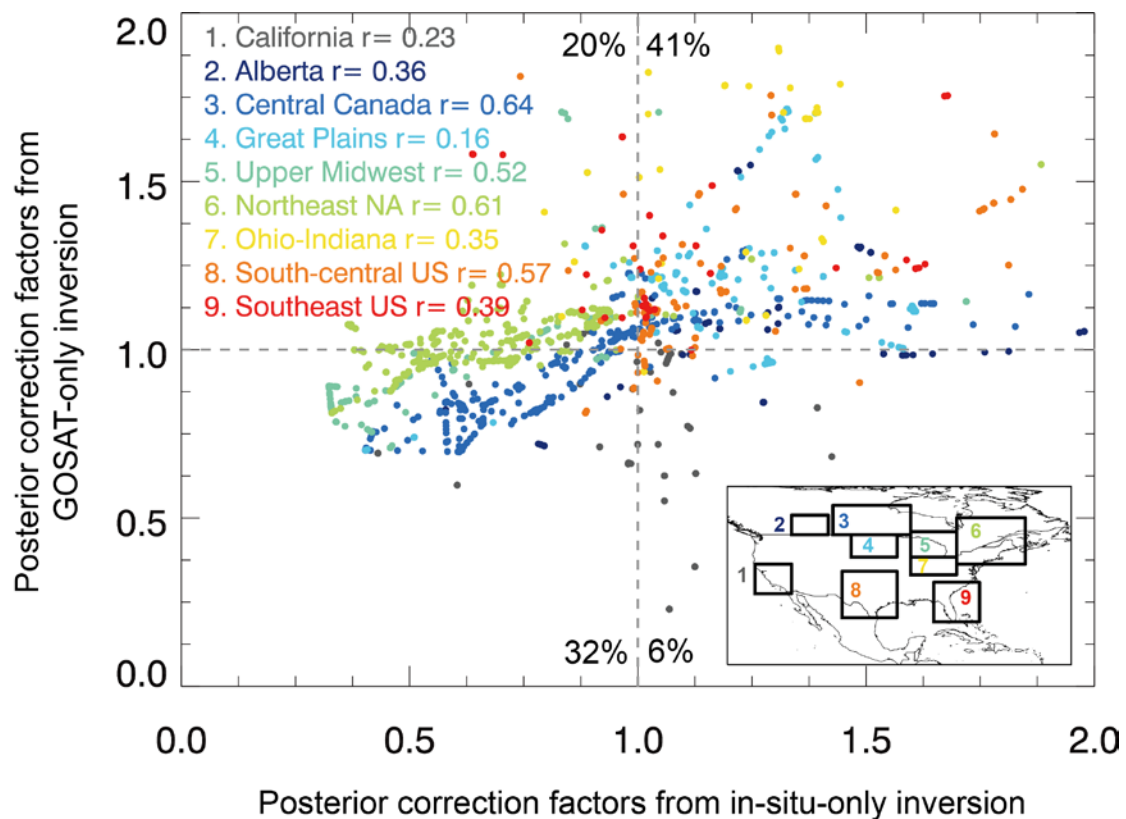 2.0
1.5
1.0
0.5
0.0
Posterior correction factors from
GOSAT-only inversion
1. California r= 0.23
2. Alberta r= 0.36
3. Central Canada r= 0.64
4. Great Plains r= 0.16
5. Upper Midwest r= 0.52
6. Northeast NA r= 0.61
7. Ohio-Indiana r= 0.35
8. South-central US r= 0.57
9. Southeast US r= 0.39
20% 41%
32% 6%
2 3 6
4 5
7
1
8 9
0.0 0.5 1.0 1.5 2.0
Posterior correction factors from in-situ-only inversion